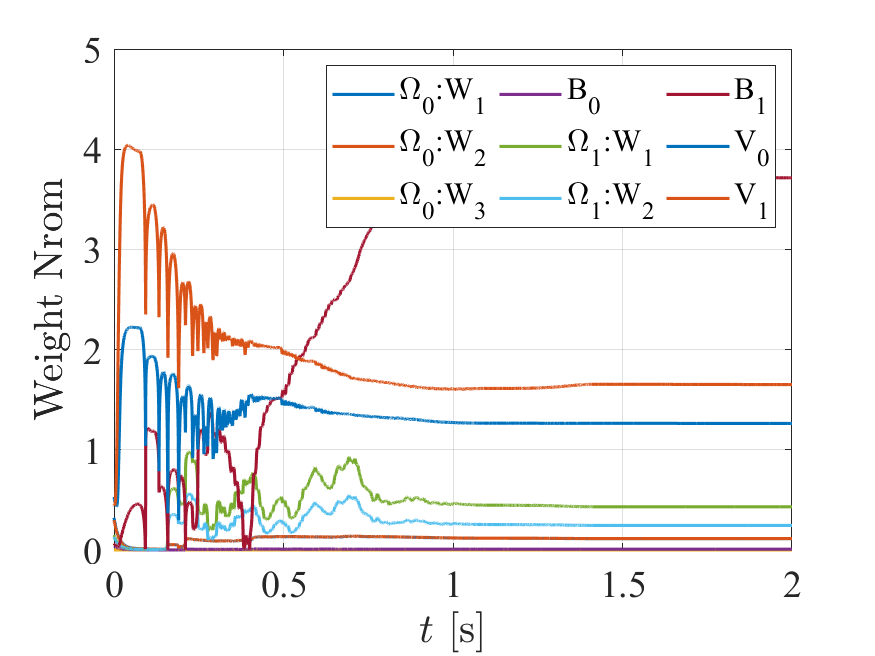 5
4
3
2
1
0
Weight Nrom
Ω₀:W₁ B₀ B₁
Ω₀:W₂ Ω₁:W₁ V₀
Ω₀:W₃ Ω₁:W₂ V₁
0 0.5 1 1.5 2
t [s]